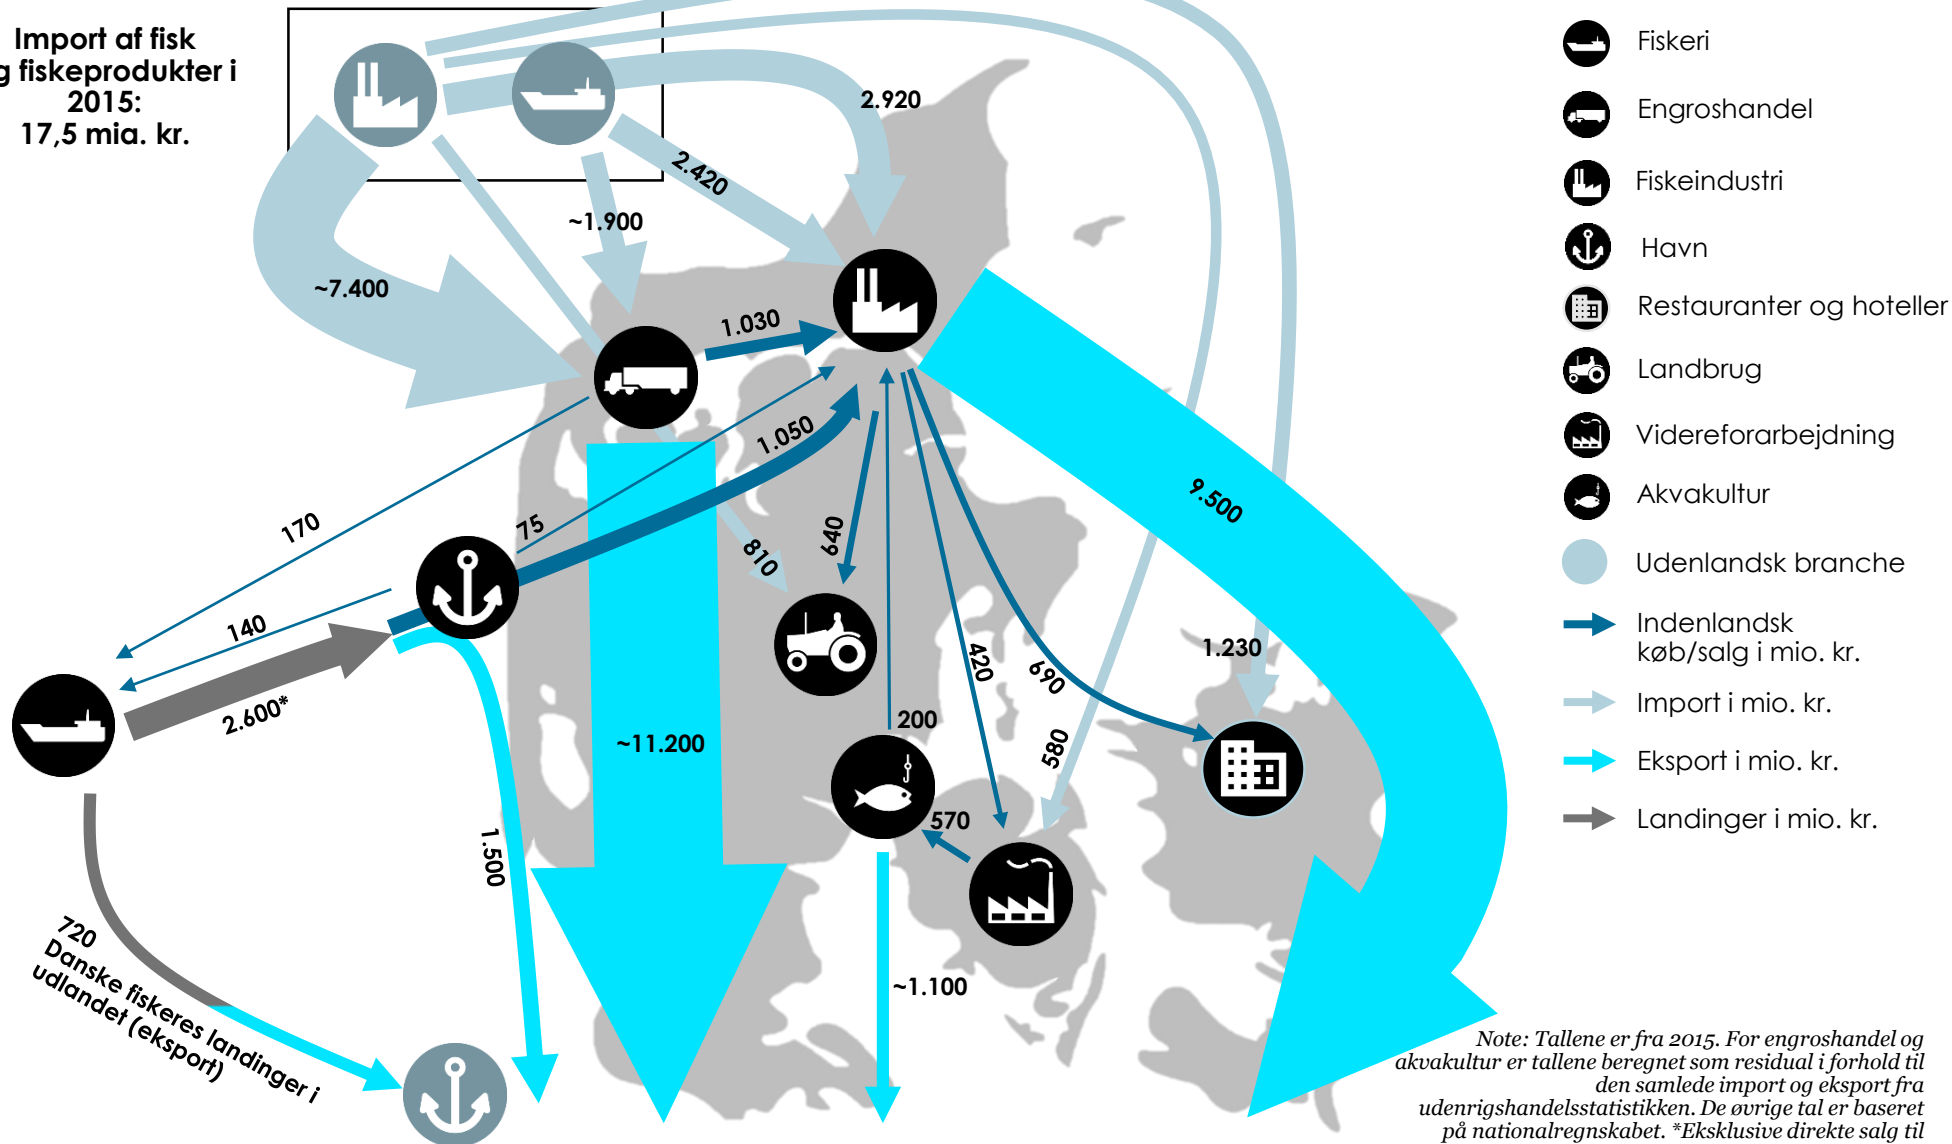 Import af fisk
g fiskeprodukter i
2015:
17,5 mia. kr.
2.920
2.420
~1.900
~7.400
1.030
1.050
75
170
140
2.600*
810
640
420
690
200
580
570
1.230
9.500
~11.200
1.500
~1.100
720
Danske fiskeres landinger i
udlandet (eksport)
Fiskeri
Engroshandel
Fiskeindustri
Havn
Restauranter og hoteller
Landbrug
Videreforarbejdning
Akvakultur
Udenlandsk branche
Indenlandsk
køb/salg i mio. kr.
Import i mio. kr.
Eksport i mio. kr.
Landinger i mio. kr.
Note: Tallene er fra 2015. For engroshandel og
akvakultur er tallene beregnet som residual i forhold til
den samlede import og eksport fra
udenrigshandelsstatistikken. De øvrige tal er baseret
på nationalregnskabet. *Eksklusive direkte salg til